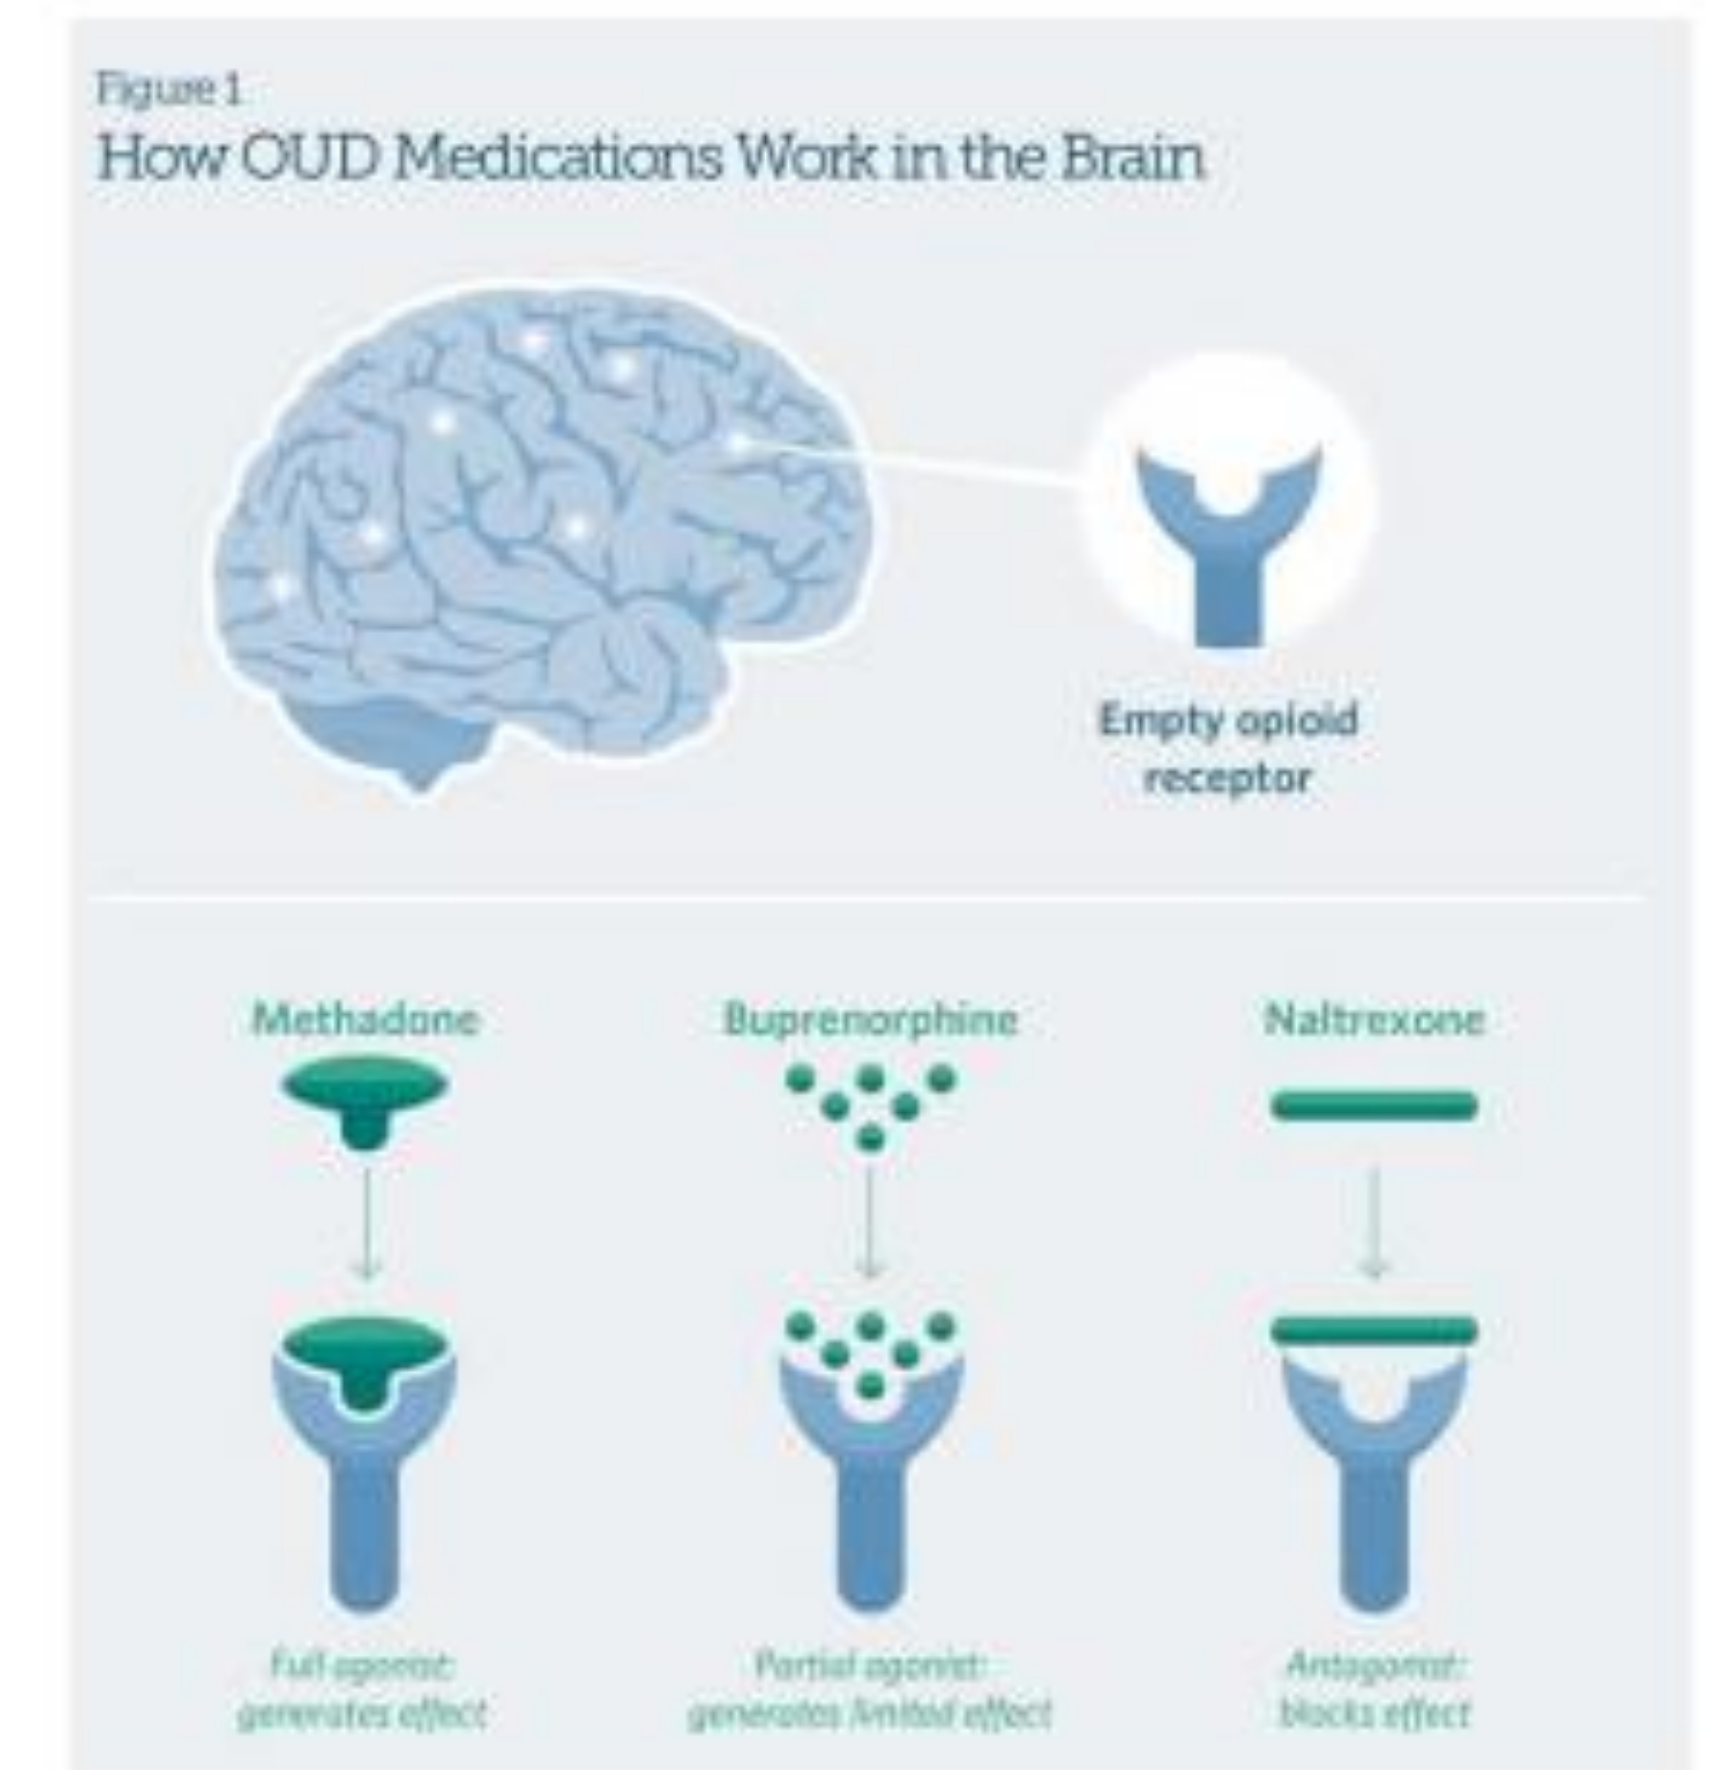 Figure 1
How OUD Medications Work in the Brain
Empty opioid
receptor
Methadone
Buprenorphine
Naltrexone
Full agonist:
generates effect
Partial agonist:
generates limited effect
Antagonist:
blocks effect